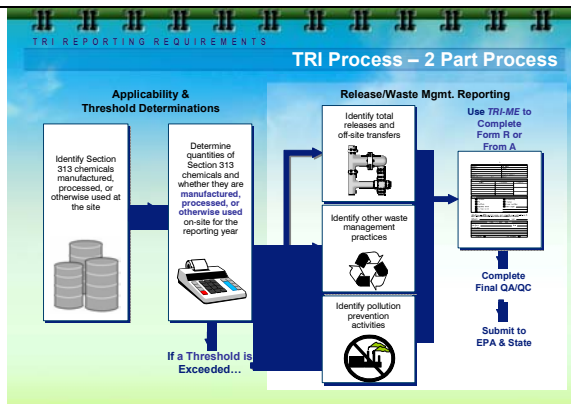 TRI REPORTING REQUIREMENTS
TRI Process – 2 Part Process
Applicability &
Threshold Determinations
Identify Section
313 chemicals
manufactured,
processed, or
otherwise used at
the site
Determine
quantities of
Section 313
chemicals and
whether they are
manufactured,
processed, or
otherwise used
on-site for the
reporting year
If a Threshold is
Exceeded…
Release/Waste Mgmt. Reporting
Identify total
releases and
off-site transfers
Identify other waste
management
practices
Identify pollution
prevention
activities
Use TRI-ME to
Complete
Form R or
From A
Complete
Final QA/QC
Submit to
EPA & State